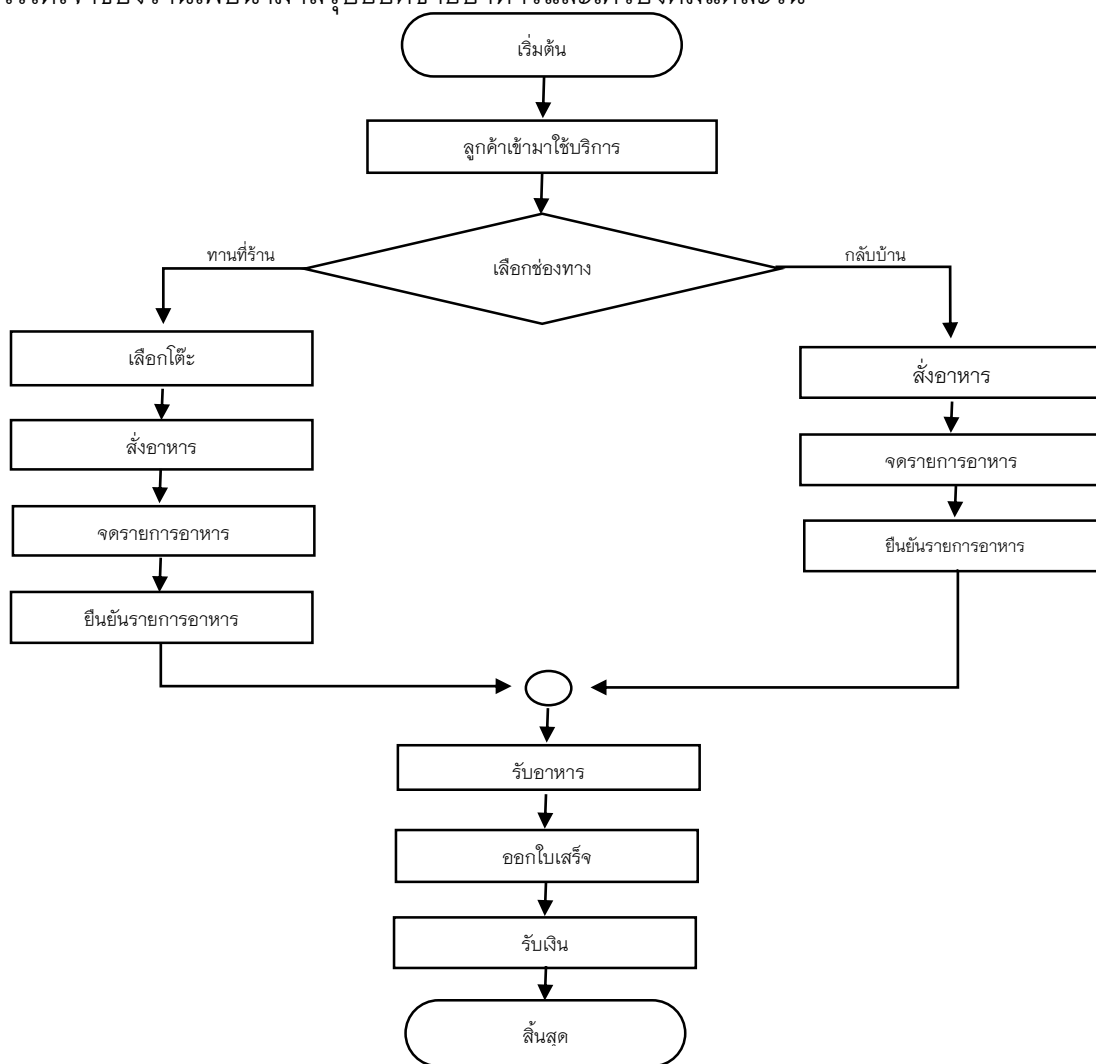 เริ่มต้น
ลูกค้าเข้ามาใช้บริการ
ทานที่ร้าน
เลือกช่องทาง
กลับบ้าน
เลือกโต๊ะ
สั่งอาหาร
จดรายการอาหาร
ยืนยันรายการอาหาร
สั่งอาหาร
จดรายการอาหาร
ยืนยันรายการอาหาร
รับอาหาร
ออกใบเสร็จ
รับเงิน
สิ้นสุด